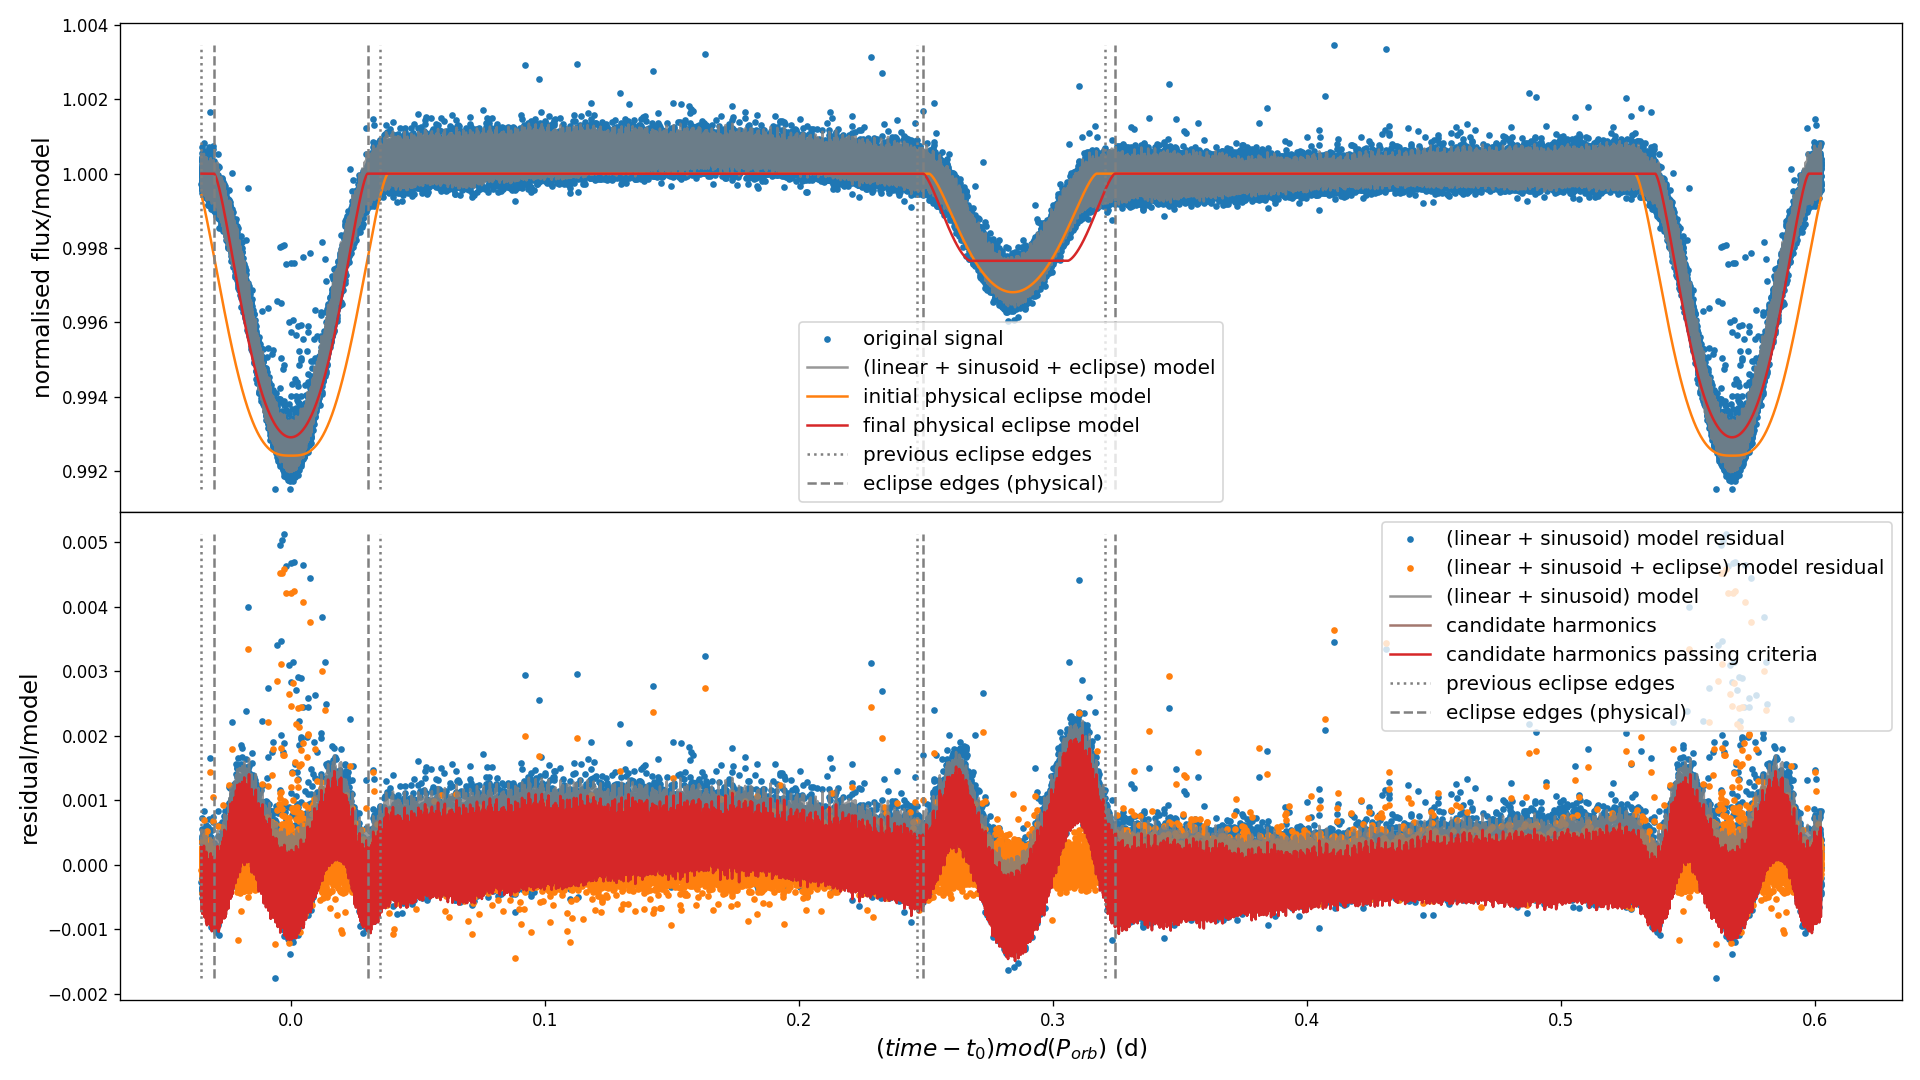 1.004
1.002
1.000
0.998
0.996
0.994
0.992
normalised flux/model
original signal
(linear + sinusoid + eclipse) model
initial physical eclipse model
final physical eclipse model
previous eclipse edges
eclipse edges (physical)
0.005
0.004
0.003
0.002
0.001
0.000
−0.001
−0.002
residual/model
(linear + sinusoid) model residual
(linear + sinusoid + eclipse) model residual
(linear + sinusoid) model
candidate harmonics
candidate harmonics passing criteria
previous eclipse edges
eclipse edges (physical)
0.0 0.1 0.2 0.3 0.4 0.5 0.6
(time − t₀)mod(P_orb) (d)